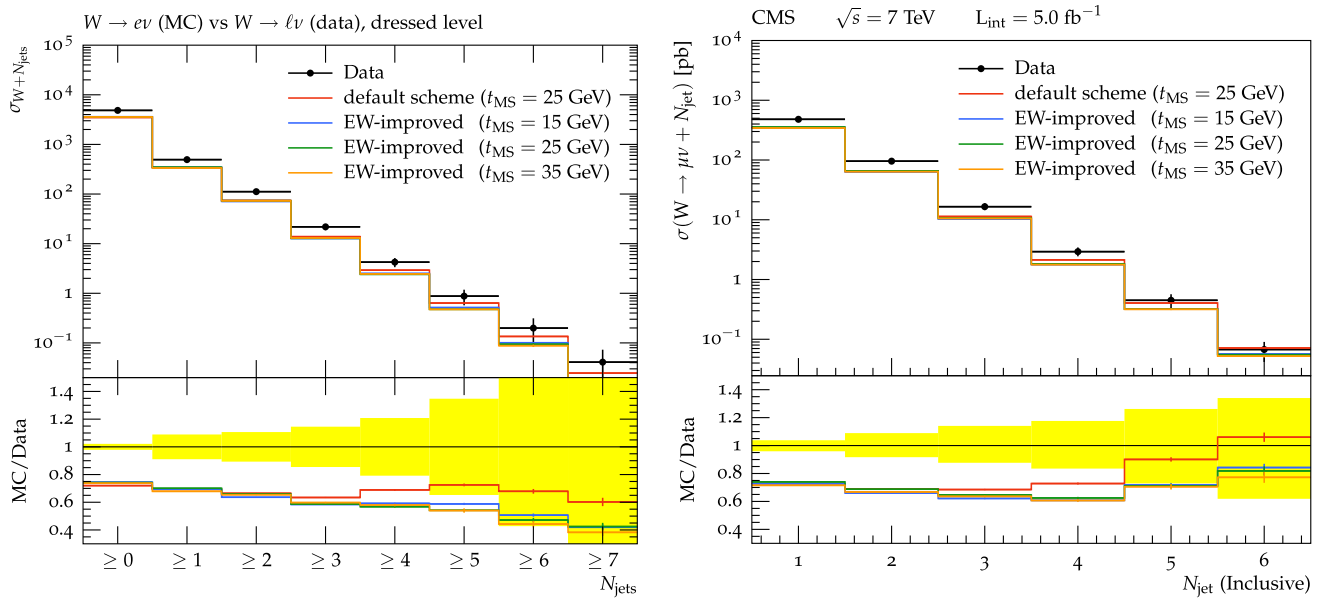 W → eν (MC) vs W → ℓν (data), dressed level
σ_{W+N_jets}
10^5
10^4
10^3
10^2
10^1
1
10^{−1}
Data
default scheme (t_MS = 25 GeV)
EW-improved (t_MS = 15 GeV)
EW-improved (t_MS = 25 GeV)
EW-improved (t_MS = 35 GeV)
MC/Data
1.4
1.2
1
0.8
0.6
0.4
≥ 0 ≥ 1 ≥ 2 ≥ 3 ≥ 4 ≥ 5 ≥ 6 ≥ 7
N_jets
CMS √s = 7 TeV L_int = 5.0 fb^{−1}
σ(W → μν + N_jet) [pb]
10^4
10^3
10^2
10^1
1
10^{−1}
Data
default scheme (t_MS = 25 GeV)
EW-improved (t_MS = 15 GeV)
EW-improved (t_MS = 25 GeV)
EW-improved (t_MS = 35 GeV)
MC/Data
1.4
1.2
1
0.8
0.6
0.4
1 2 3 4 5 6
N_jet (Inclusive)